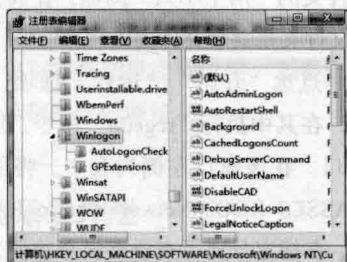 注册表编辑器
文件(F) 编辑(E) 查看(V) 收藏夹(A) 帮助(H)
Time Zones
Tracing
Userinstallable.drive
WbemPerf
Windows
Winlogon
AutoLogonCheck
GPExtensions
Winsat
WinSATAPI
WOW
WUDF
名称
(默认)
AutoAdminLogon
AutoRestartShell
Background
CachedLogonsCount
DebugServerCommand
DefaultUserName
DisableCAD
ForceUnlockLogon
LegalNoticeCaption
计算机\HKEY_LOCAL_MACHINE\SOFTWARE\Microsoft\Windows NT\Cu